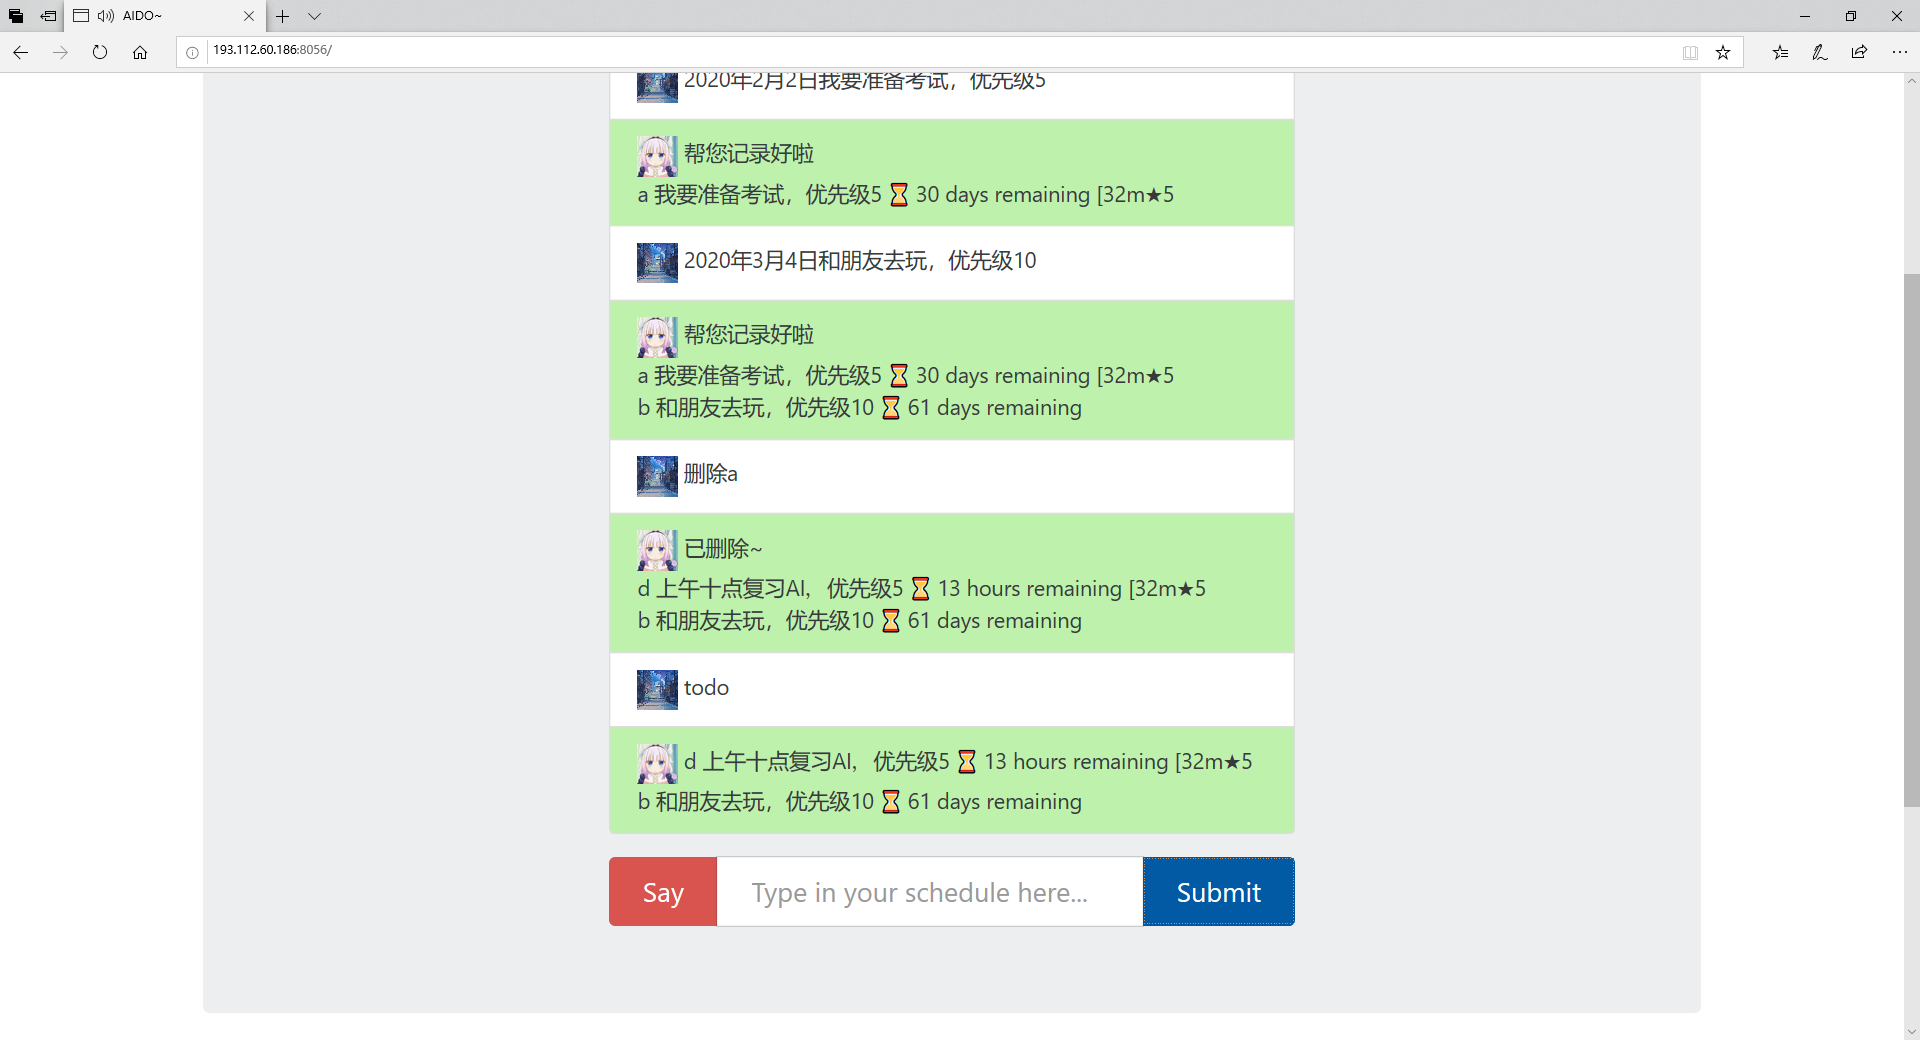 AIDO~
193.112.60.186:8056/
2020年2月2日我要准备考试，优先级5
帮您记录好啦
a 我要准备考试，优先级5 ⏳ 30 days remaining [32m★5
2020年3月4日和朋友去玩，优先级10
帮您记录好啦
a 我要准备考试，优先级5 ⏳ 30 days remaining [32m★5
b 和朋友去玩，优先级10 ⏳ 61 days remaining
删除a
已删除~
d 上午十点复习AI，优先级5 ⏳ 13 hours remaining [32m★5
b 和朋友去玩，优先级10 ⏳ 61 days remaining
todo
d 上午十点复习AI，优先级5 ⏳ 13 hours remaining [32m★5
b 和朋友去玩，优先级10 ⏳ 61 days remaining
Say Type in your schedule here... Submit